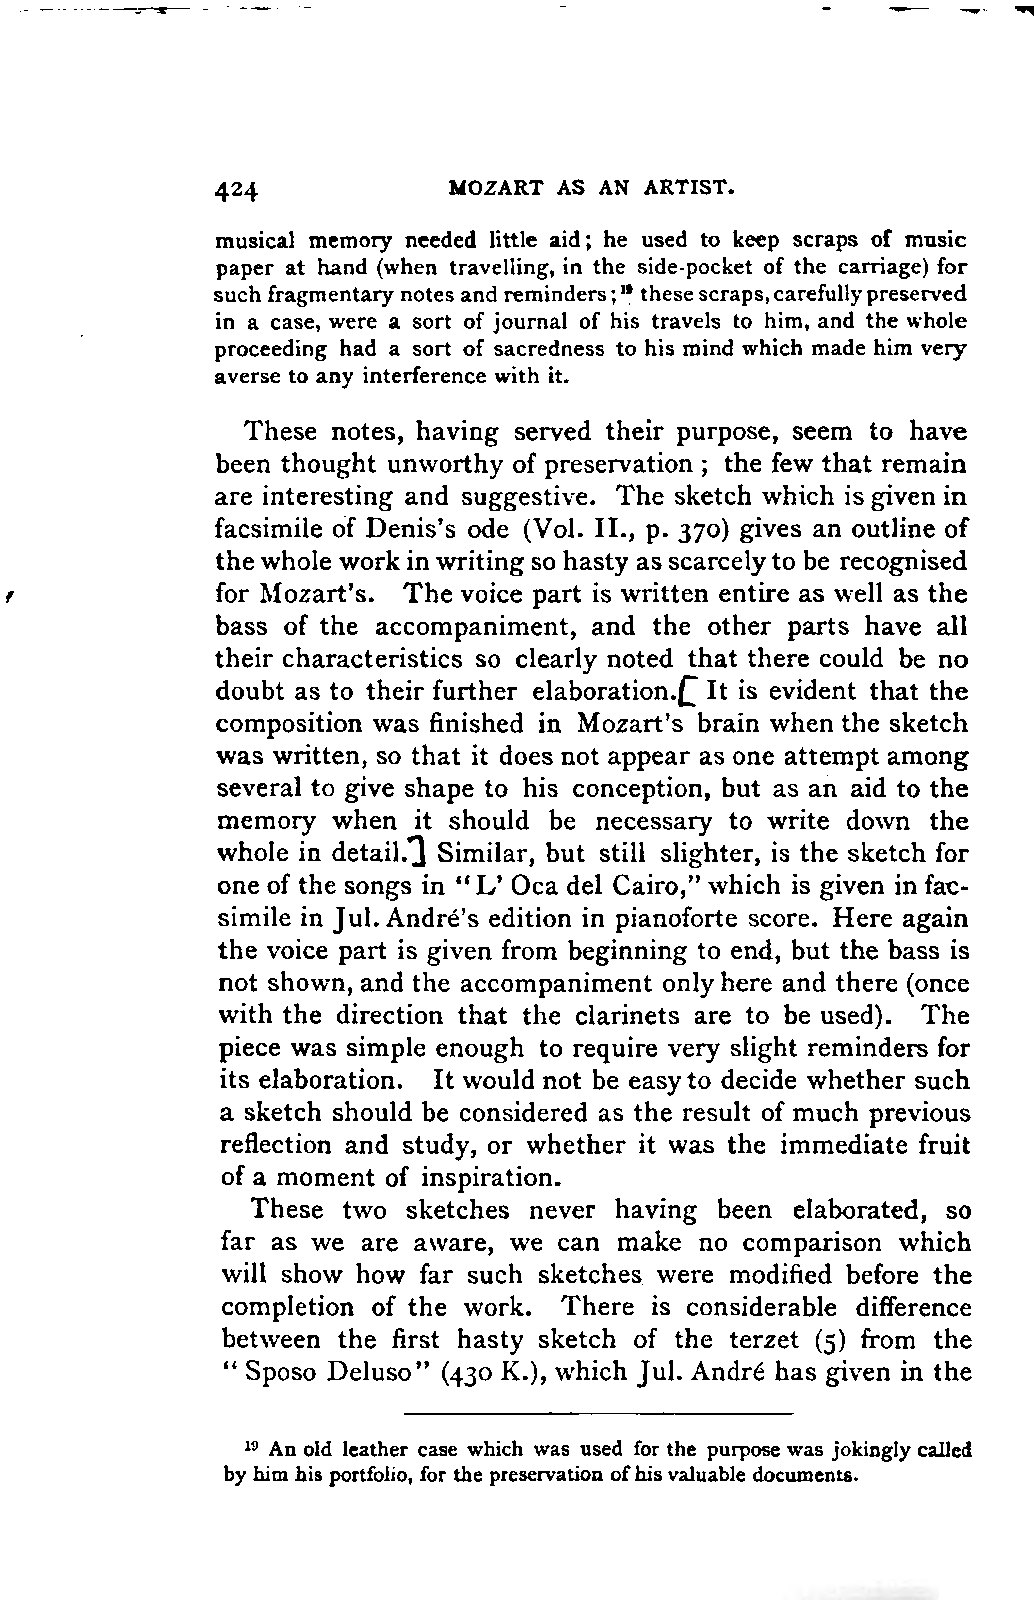 424 MOZART AS AN ARTIST.
musical memory needed little aid; he used to keep scraps of music
paper at hand (when travelling, in the side-pocket of the carriage) for
such fragmentary notes and reminders;¹⁹ these scraps, carefully preserved
in a case, were a sort of journal of his travels to him, and the whole
proceeding had a sort of sacredness to his mind which made him very
averse to any interference with it.
These notes, having served their purpose, seem to have
been thought unworthy of preservation; the few that remain
are interesting and suggestive. The sketch which is given in
facsimile of Denis's ode (Vol. II., p. 370) gives an outline of
the whole work in writing so hasty as scarcely to be recognised
for Mozart's. The voice part is written entire as well as the
bass of the accompaniment, and the other parts have all
their characteristics so clearly noted that there could be no
doubt as to their further elaboration.[ It is evident that the
composition was finished in Mozart's brain when the sketch
was written, so that it does not appear as one attempt among
several to give shape to his conception, but as an aid to the
memory when it should be necessary to write down the
whole in detail.] Similar, but still slighter, is the sketch for
one of the songs in "L' Oca del Cairo," which is given in fac-
simile in Jul. André's edition in pianoforte score. Here again
the voice part is given from beginning to end, but the bass is
not shown, and the accompaniment only here and there (once
with the direction that the clarinets are to be used). The
piece was simple enough to require very slight reminders for
its elaboration. It would not be easy to decide whether such
a sketch should be considered as the result of much previous
reflection and study, or whether it was the immediate fruit
of a moment of inspiration.
These two sketches never having been elaborated, so
far as we are aware, we can make no comparison which
will show how far such sketches were modified before the
completion of the work. There is considerable difference
between the first hasty sketch of the terzet (5) from the
"Sposo Deluso" (430 K.), which Jul. André has given in the
¹⁹ An old leather case which was used for the purpose was jokingly called
by him his portfolio, for the preservation of his valuable documents.